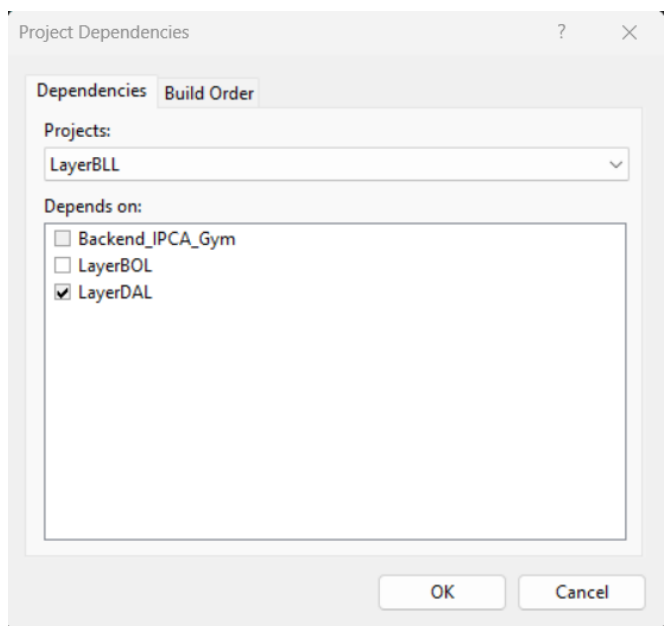 Project Dependencies ?
Dependencies Build Order
Projects:
LayerBLL
Depends on:
Backend_IPCA_Gym
LayerBOL
LayerDAL
OK Cancel